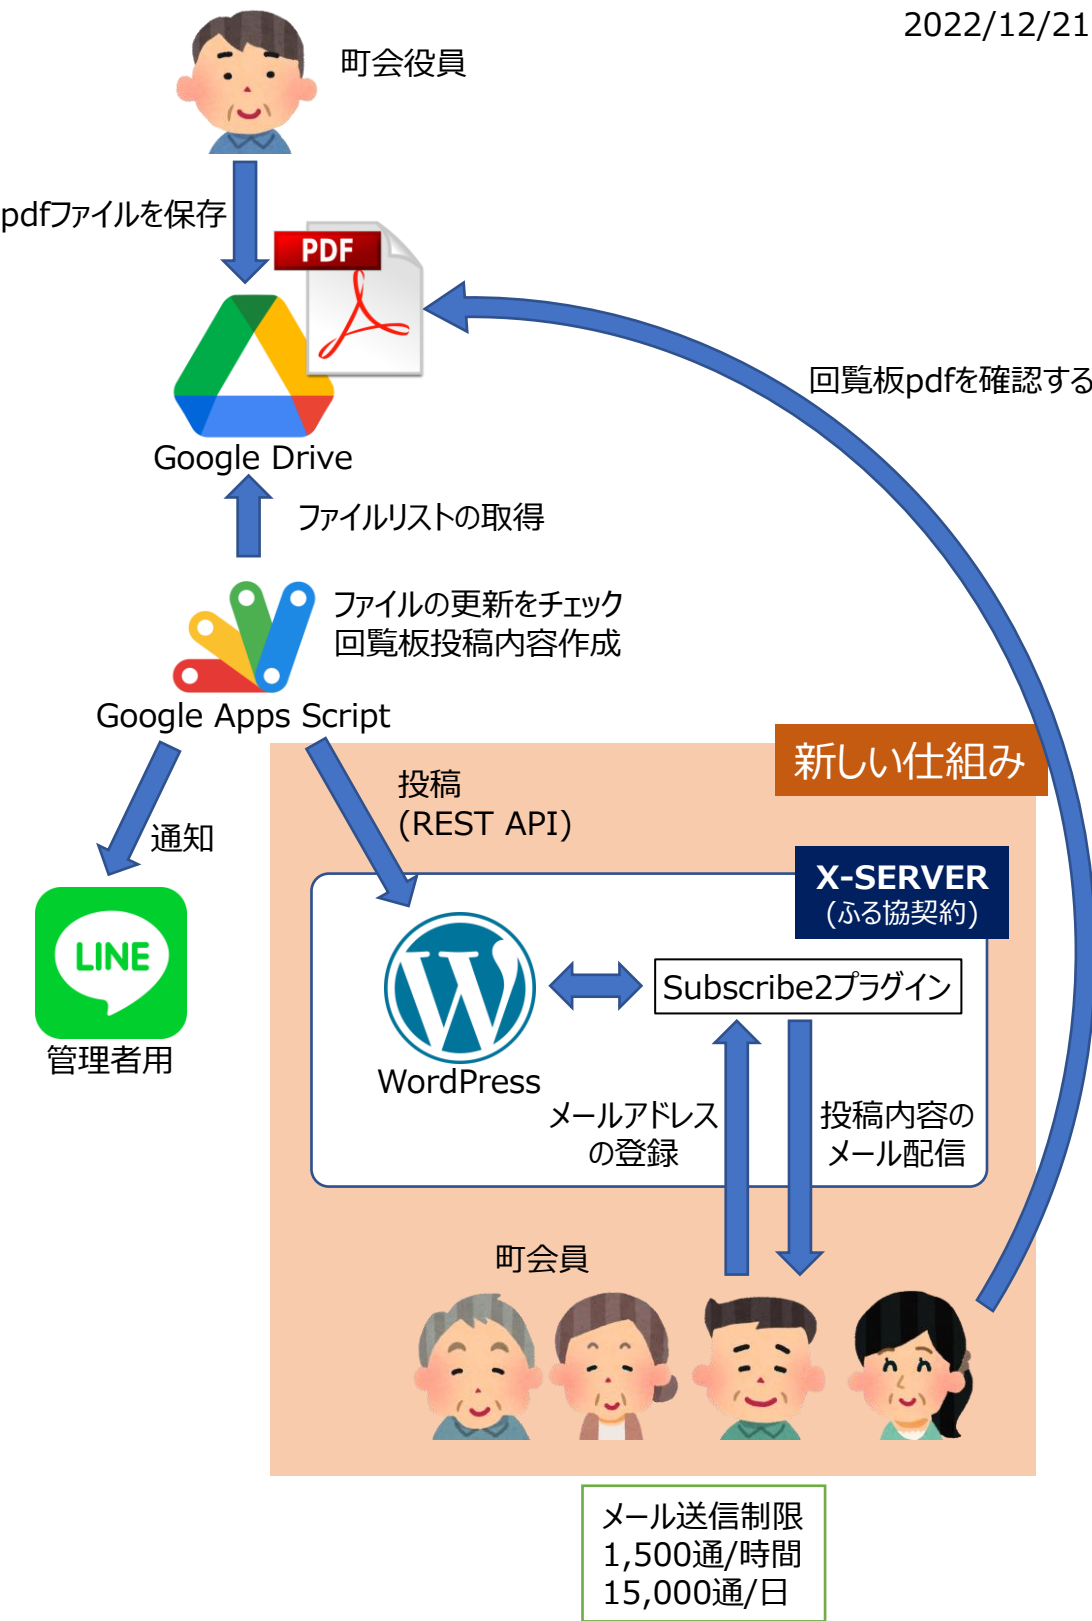 2022/12/21
町会役員
pdfファイルを保存
PDF
Google Drive
回覧板pdfを確認する
ファイルリストの取得
ファイルの更新をチェック
回覧板投稿内容作成
Google Apps Script
新しい仕組み
投稿
(REST API)
通知
X-SERVER
(ふる協契約)
LINE
管理者用
Subscribe2プラグイン
WordPress
メールアドレス
の登録
投稿内容の
メール配信
町会員
メール送信制限
1,500通/時間
15,000通/日